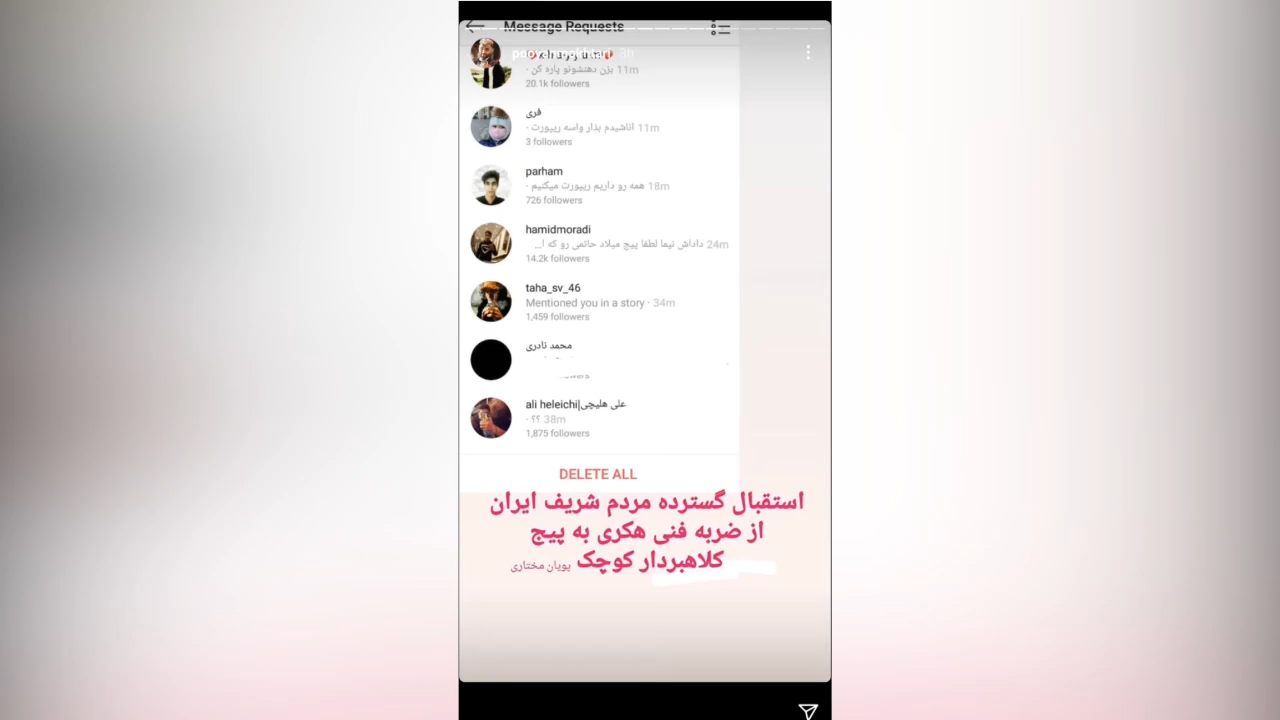 Message Requests
pooyanmokhtari 3h
بزن دهنشونو پاره کن · 11m
20.1k followers
فری
اناشیدم بذار واسه ریپورت · 11m
3 followers
parham
همه رو داریم ریپورت میکنیم · 18m
726 followers
hamidmoradi
داداش نیما لطفا پیج میلاد حاتمی رو که ا... 24m
14.2k followers
taha_sv_46
Mentioned you in a story · 34m
1,459 followers
محمد نادری
ali heleichi|علی هلیچی
؟؟ · 38m
1,875 followers
DELETE ALL
استقبال گسترده مردم شریف ایران
از ضربه فنی هکری به پیج
کلاهبردار کوچک پویان مختاری